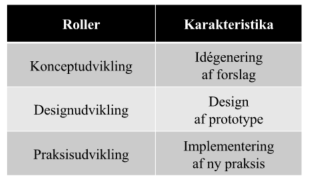 Roller Karakteristika
Konceptudvikling Idégenering
af forslag
Designudvikling Design
af prototype
Praksisudvikling Implementering
af ny praksis